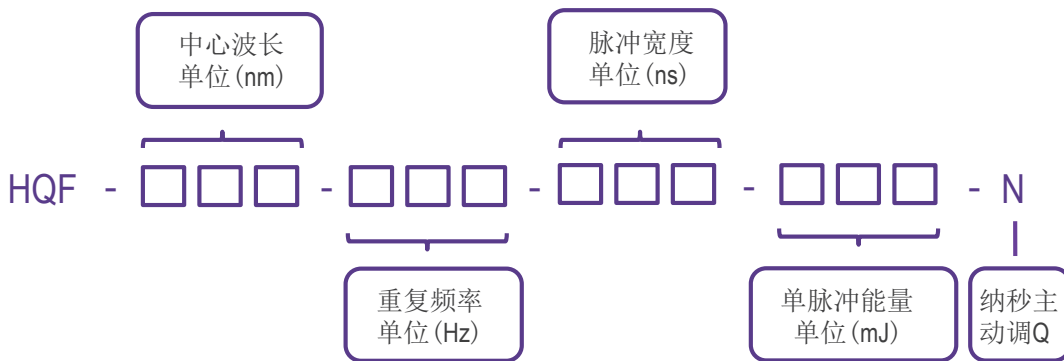 中心波长
单位(nm)
脉冲宽度
单位(ns)
HQF - □□□ - □□□ - □□□ - □□□ - N
重复频率
单位(Hz)
单脉冲能量
单位(mJ)
纳秒主
动调Q